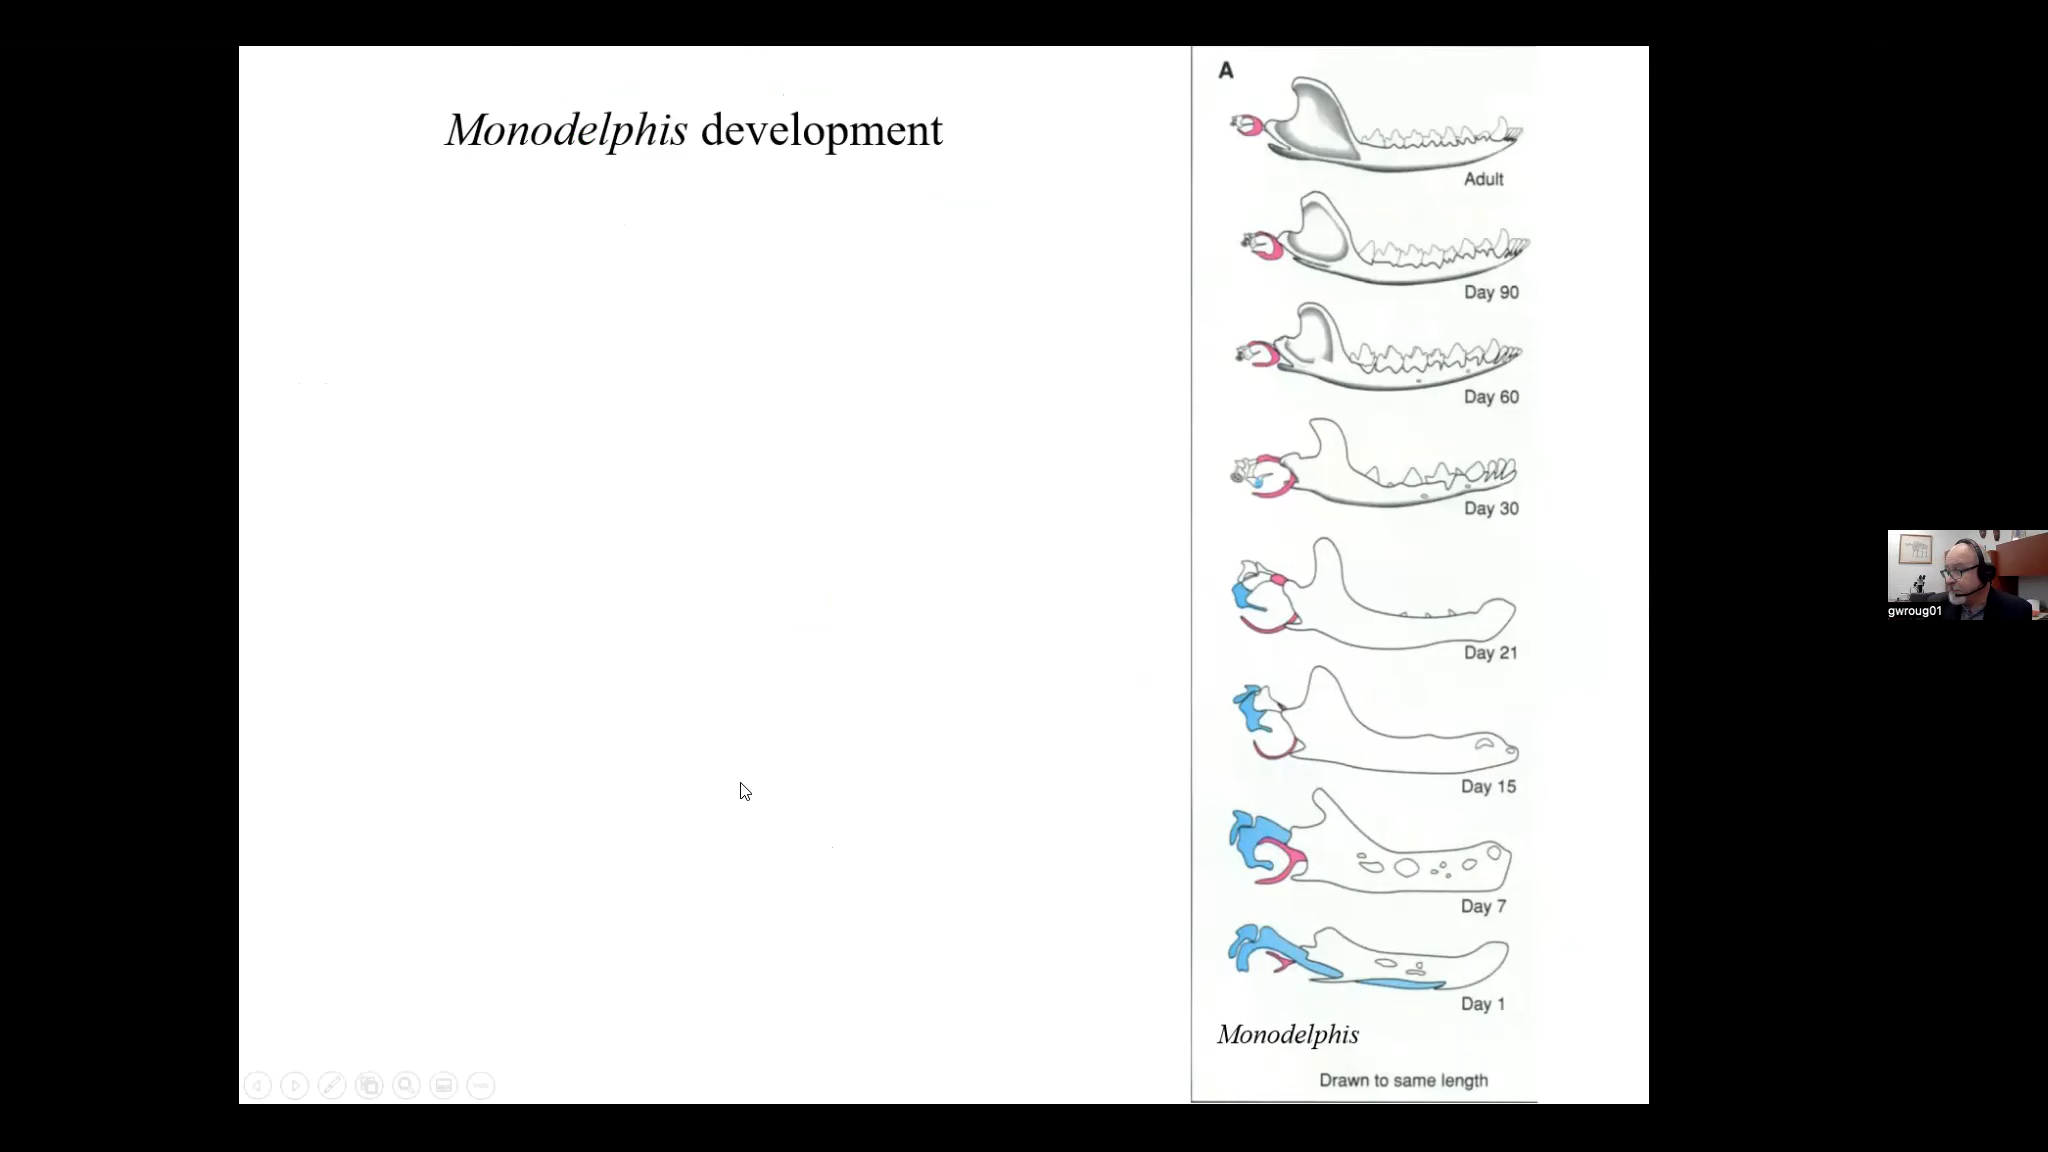 Monodelphis development
A
Adult
Day 90
Day 60
Day 30
Day 21
Day 15
Day 7
Day 1
Monodelphis
Drawn to same length
gwroug01